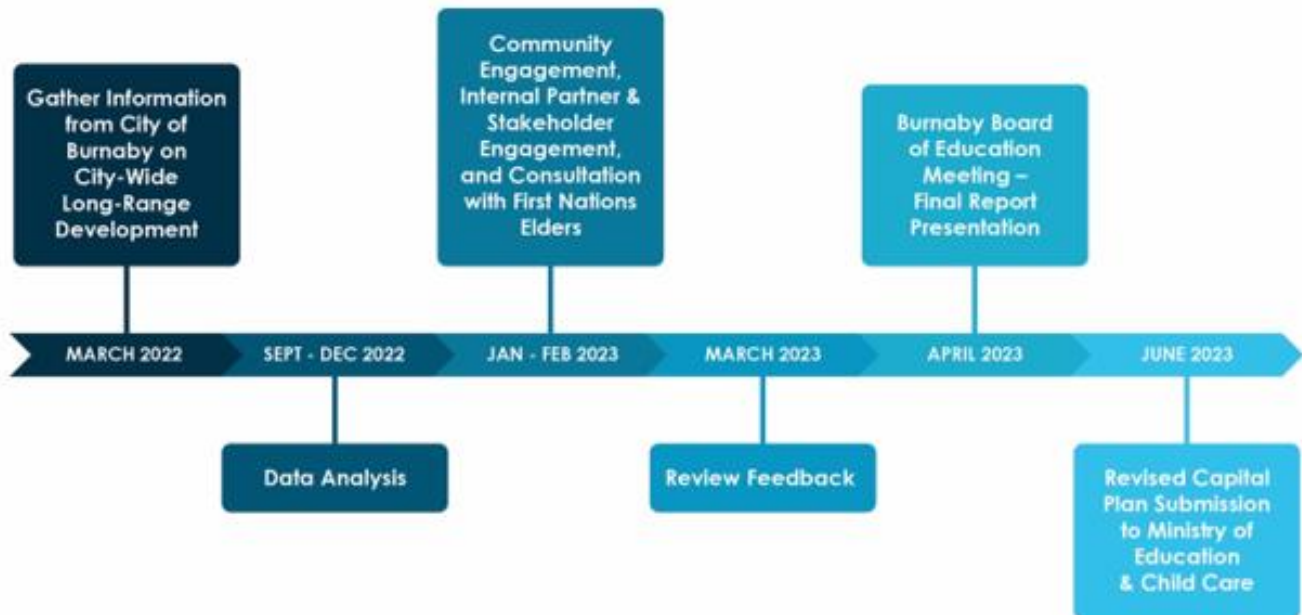 Gather Information
from City of
Burnaby on
City-Wide
Long-Range
Development
Community
Engagement,
Internal Partner &
Stakeholder
Engagement,
and Consultation
with First Nations
Elders
Burnaby Board
of Education
Meeting –
Final Report
Presentation
MARCH 2022
SEPT - DEC 2022
JAN - FEB 2023
MARCH 2023
APRIL 2023
JUNE 2023
Data Analysis
Review Feedback
Revised Capital
Plan Submission
to Ministry of
Education
& Child Care